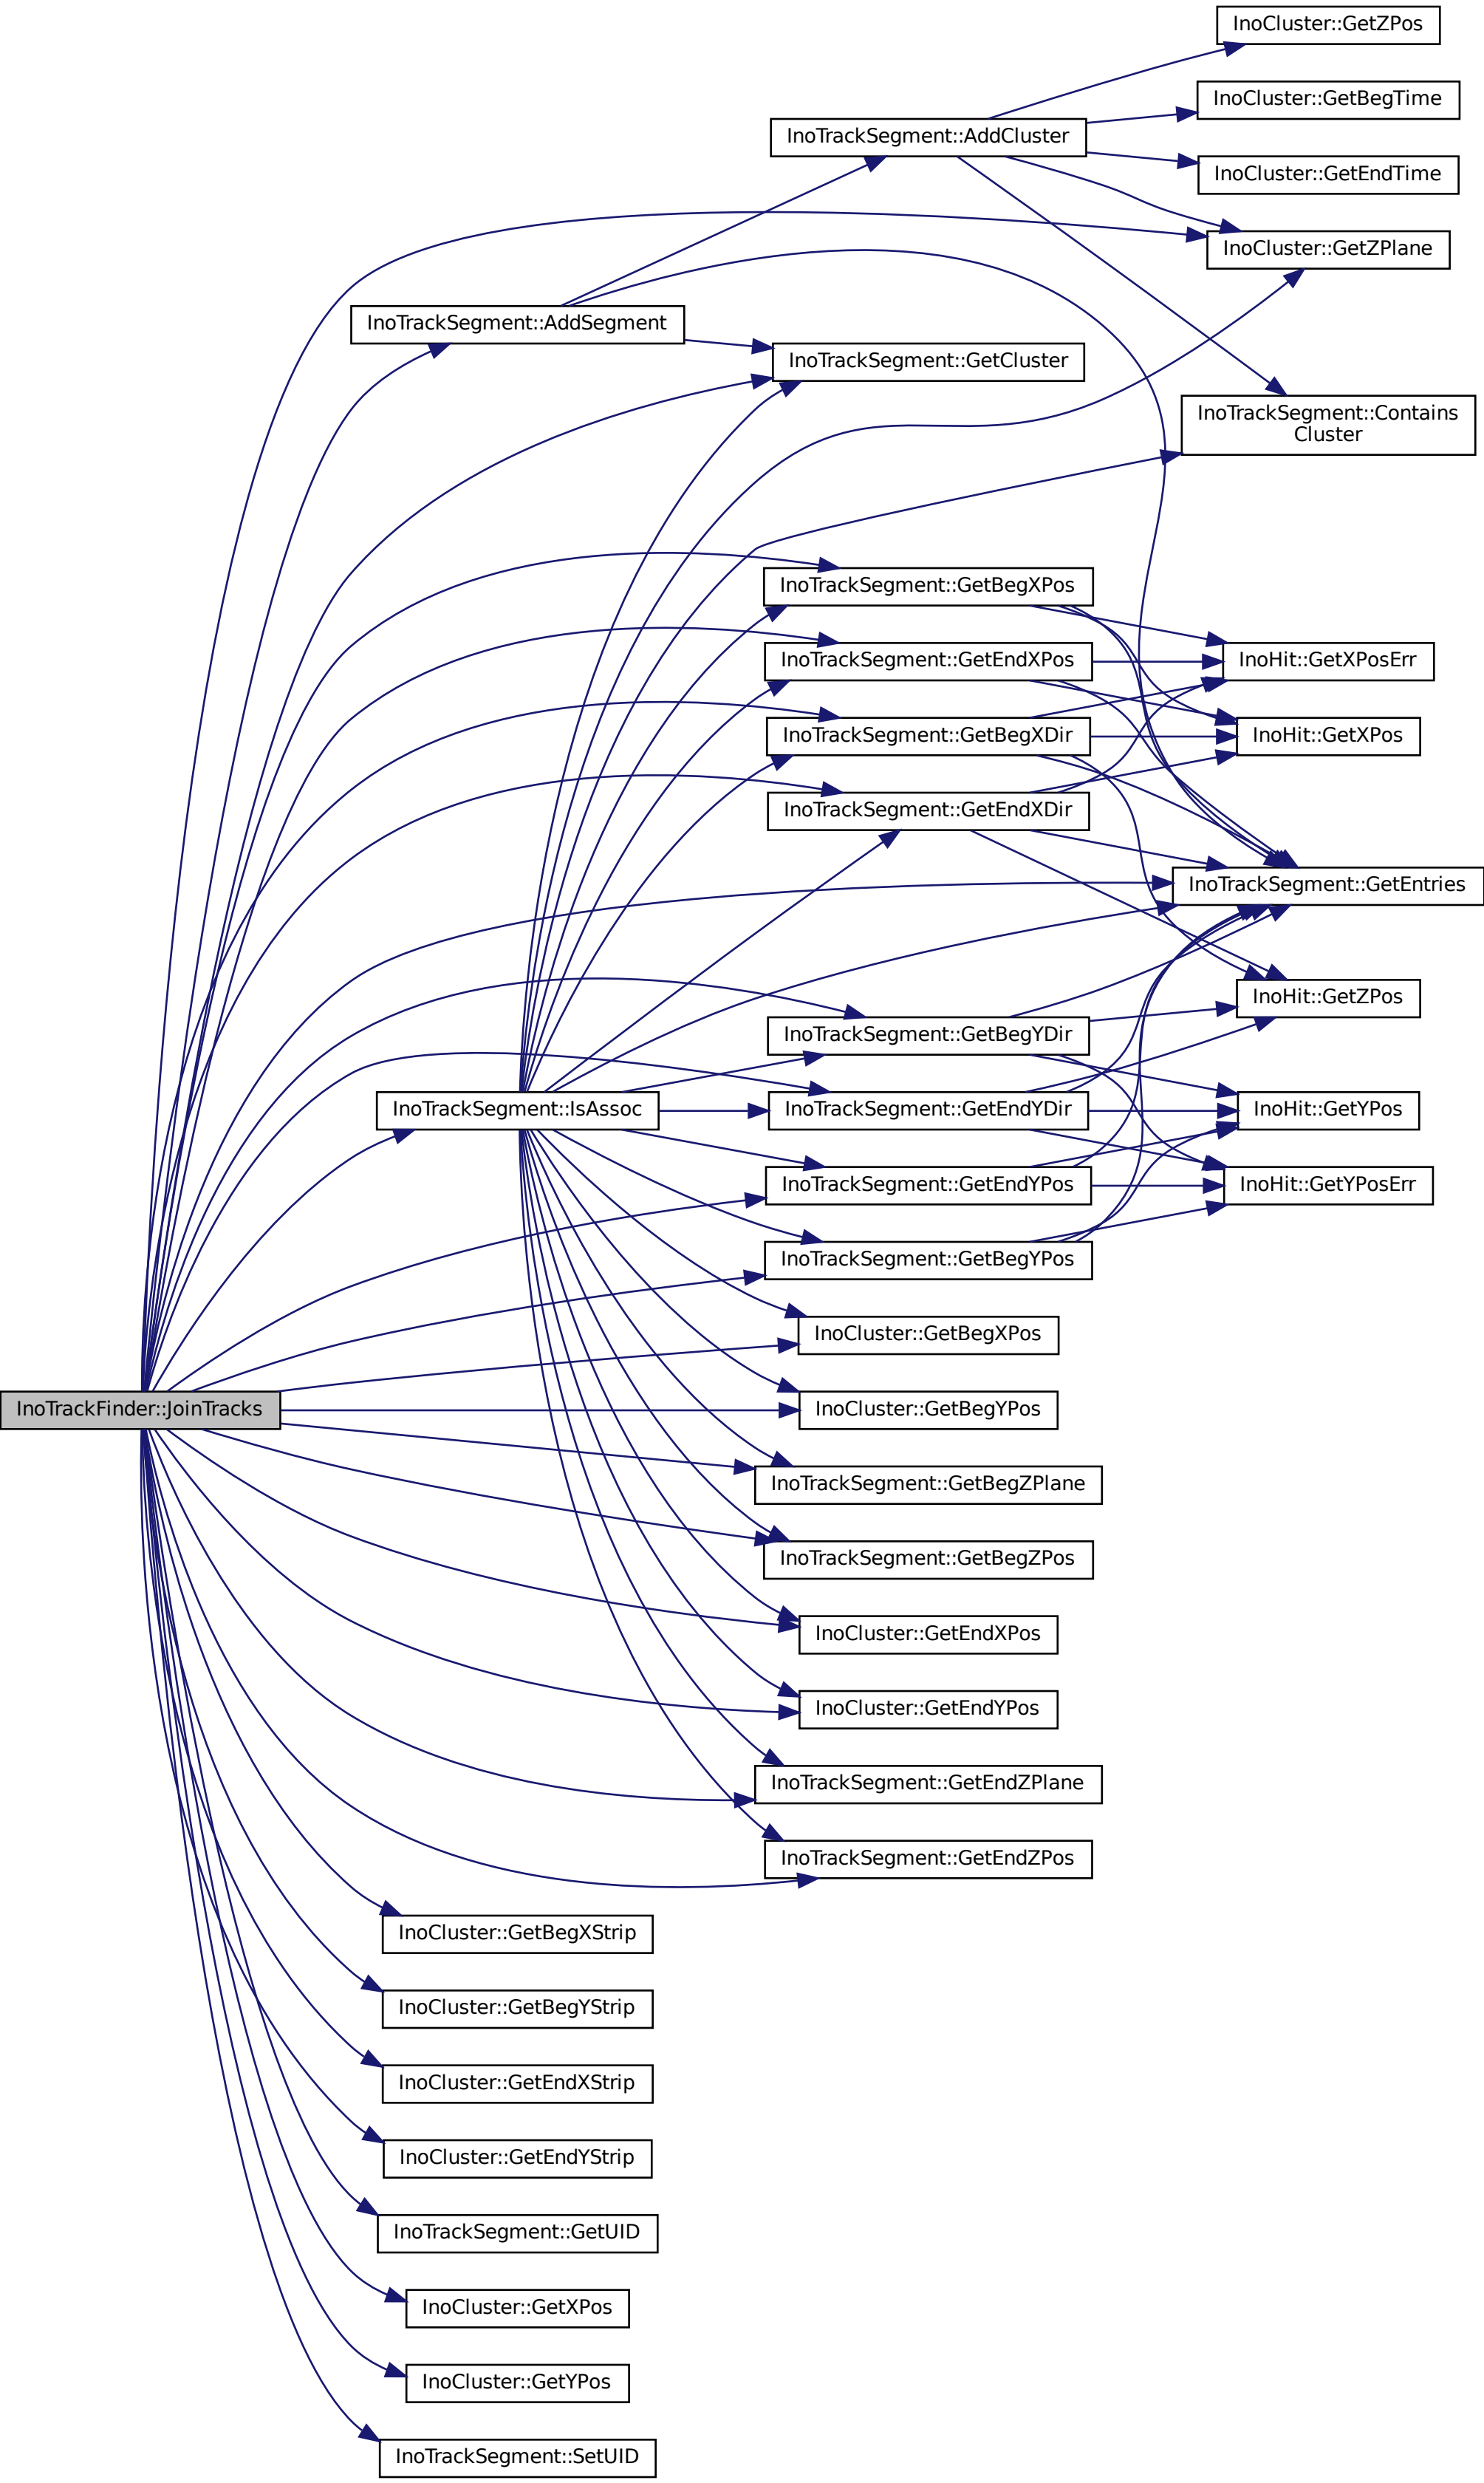 InoCluster::GetZPos
InoCluster::GetBegTime
InoTrackSegment::AddCluster
InoCluster::GetEndTime
InoCluster::GetZPlane
InoTrackSegment::AddSegment
InoTrackSegment::GetCluster
InoTrackSegment::Contains
Cluster
InoTrackSegment::GetBegXPos
InoTrackSegment::GetEndXPos
InoHit::GetXPosErr
InoTrackSegment::GetBegXDir
InoHit::GetXPos
InoTrackSegment::GetEndXDir
InoTrackSegment::GetEntries
InoHit::GetZPos
InoTrackSegment::GetBegYDir
InoTrackSegment::IsAssoc
InoTrackSegment::GetEndYDir
InoHit::GetYPos
InoTrackSegment::GetEndYPos
InoHit::GetYPosErr
InoTrackSegment::GetBegYPos
InoCluster::GetBegXPos
InoTrackFinder::JoinTracks
InoCluster::GetBegYPos
InoTrackSegment::GetBegZPlane
InoTrackSegment::GetBegZPos
InoCluster::GetEndXPos
InoCluster::GetEndYPos
InoTrackSegment::GetEndZPlane
InoTrackSegment::GetEndZPos
InoCluster::GetBegXStrip
InoCluster::GetBegYStrip
InoCluster::GetEndXStrip
InoCluster::GetEndYStrip
InoTrackSegment::GetUID
InoCluster::GetXPos
InoCluster::GetYPos
InoTrackSegment::SetUID